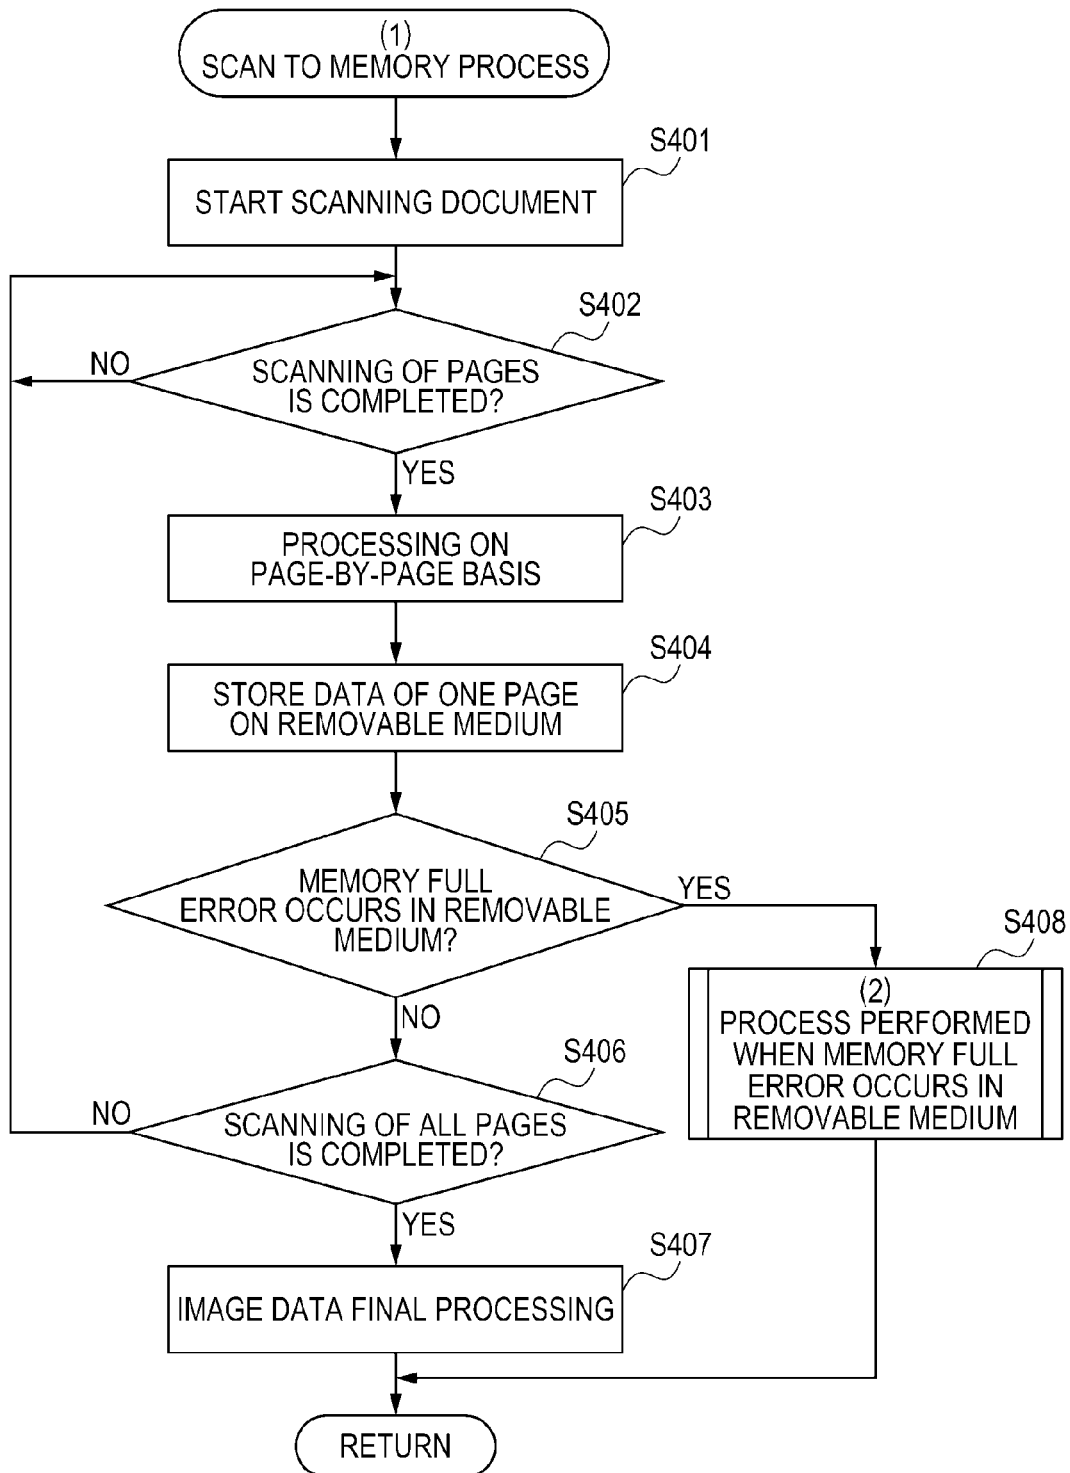 (1)
SCAN TO MEMORY PROCESS
S401
START SCANNING DOCUMENT
S402
NO
SCANNING OF PAGES
IS COMPLETED?
YES
S403
PROCESSING ON
PAGE-BY-PAGE BASIS
S404
STORE DATA OF ONE PAGE
ON REMOVABLE MEDIUM
S405
MEMORY FULL
ERROR OCCURS IN REMOVABLE
MEDIUM?
YES
S408
(2)
PROCESS PERFORMED
WHEN MEMORY FULL
ERROR OCCURS IN
REMOVABLE MEDIUM
NO
S406
NO
SCANNING OF ALL PAGES
IS COMPLETED?
YES
S407
IMAGE DATA FINAL PROCESSING
RETURN